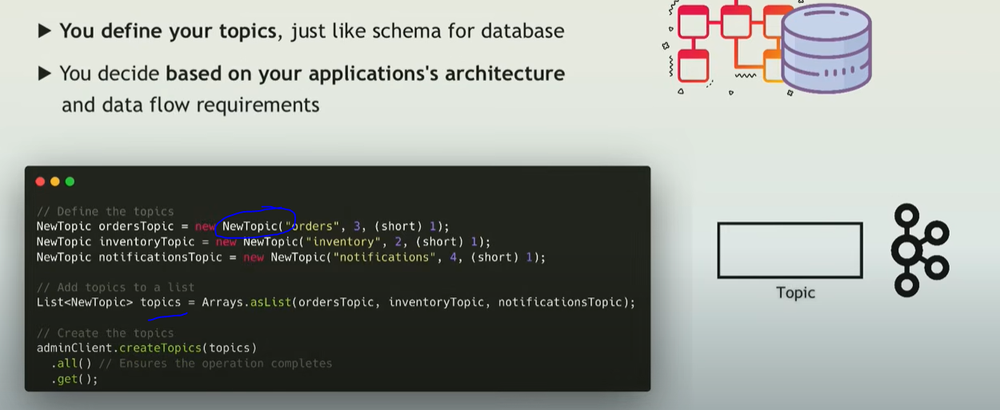 ► You define your topics, just like schema for database
► You decide based on your applications's architecture
and data flow requirements
// Define the topics
NewTopic ordersTopic = new NewTopic("orders", 3, (short) 1);
NewTopic inventoryTopic = new NewTopic("inventory", 2, (short) 1);
NewTopic notificationsTopic = new NewTopic("notifications", 4, (short) 1);
// Add topics to a list
List<NewTopic> topics = Arrays.asList(ordersTopic, inventoryTopic, notificationsTopic);
// Create the topics
adminClient.createTopics(topics)
.all() // Ensures the operation completes
.get();
Topic